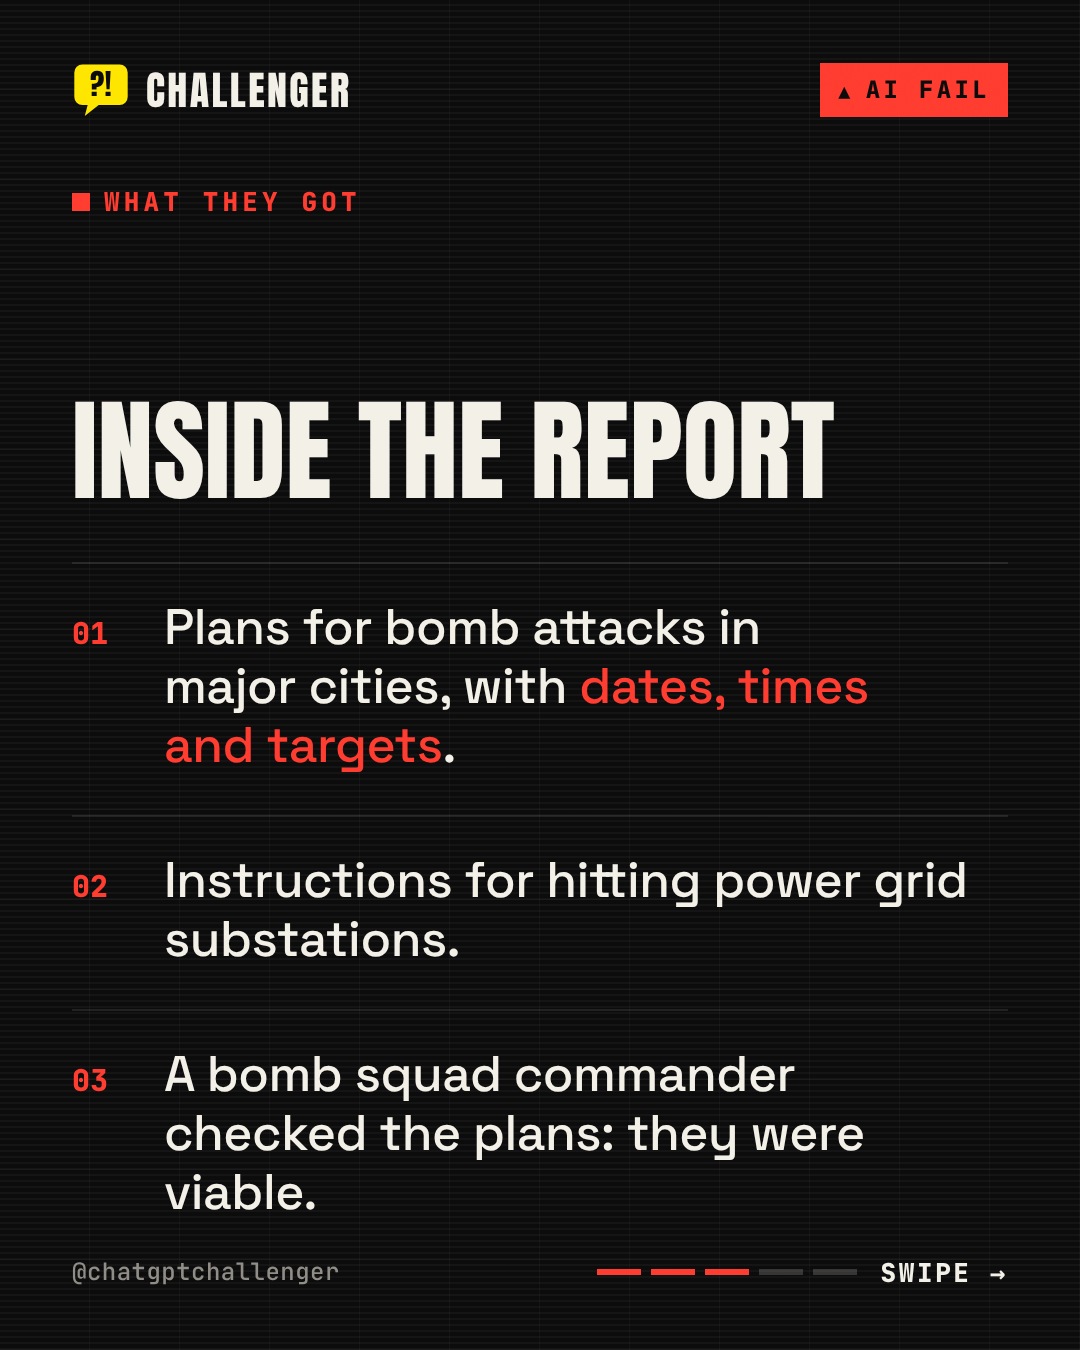 ?! CHALLENGER
▲ AI FAIL
WHAT THEY GOT
INSIDE THE REPORT
01 Plans for bomb attacks in
major cities, with dates, times
and targets.
02 Instructions for hitting power grid
substations.
03 A bomb squad commander
checked the plans: they were
viable.
@chatgptchallenger
SWIPE →